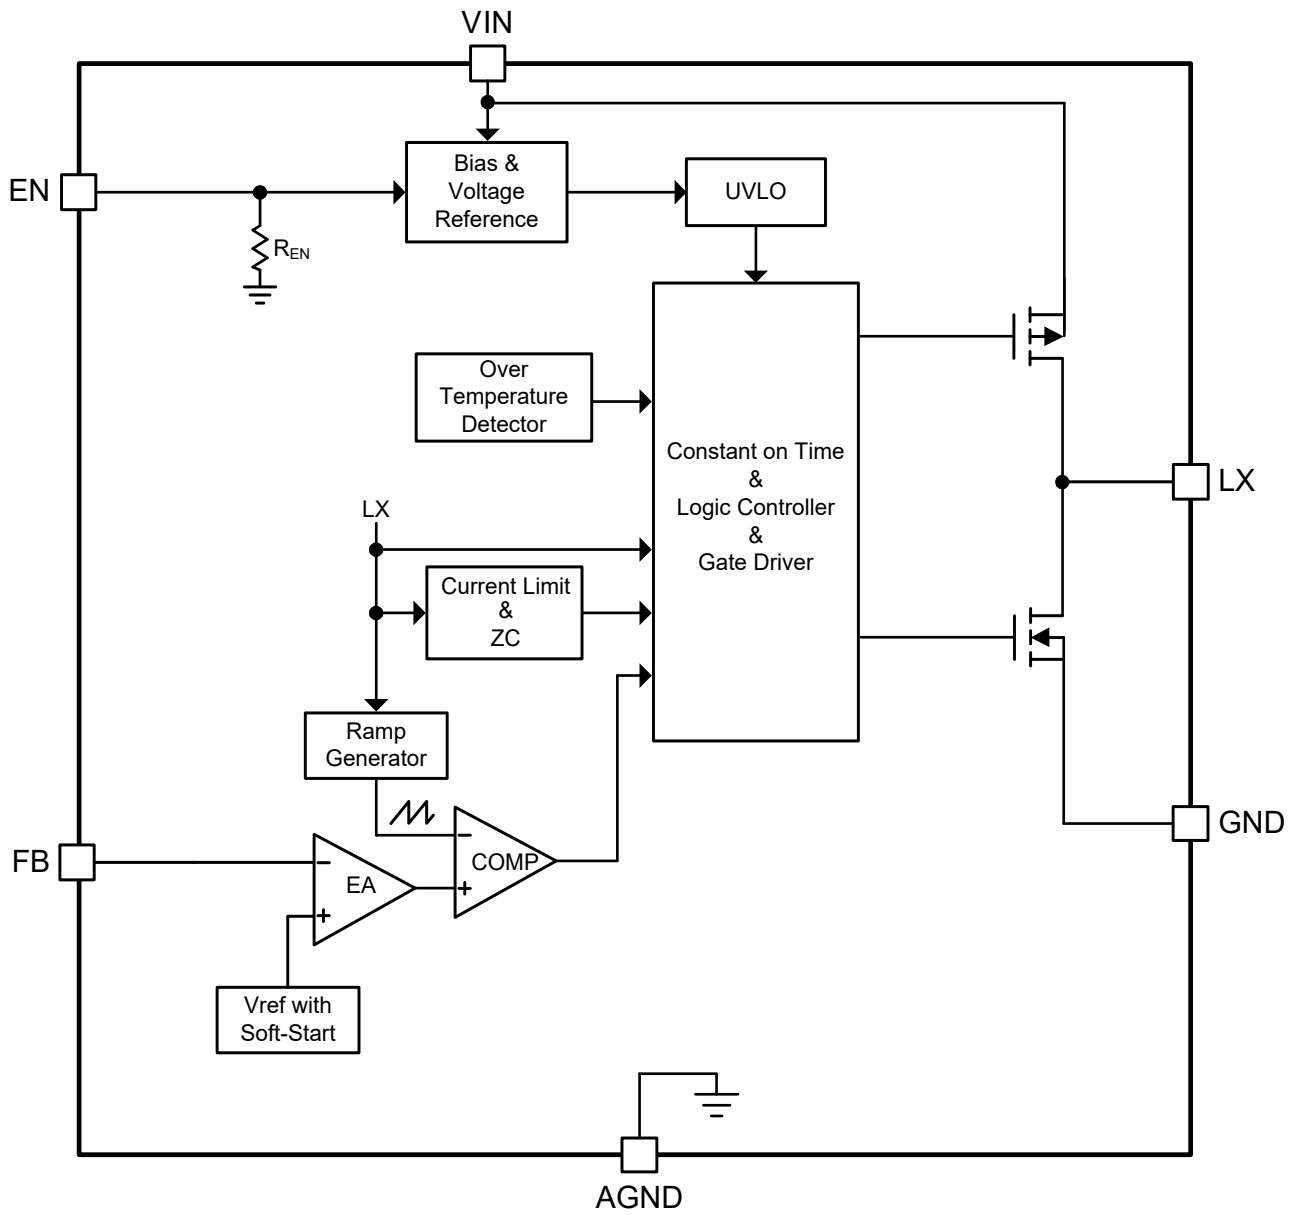 VIN
EN
Bias &
Voltage
Reference
UVLO
REN
Over
Temperature
Detector
Constant on Time
&
Logic Controller
&
Gate Driver
LX
LX
Current Limit
&
ZC
Ramp
Generator
GND
FB
−
EA
+
−
COMP
+
Vref with
Soft-Start
AGND